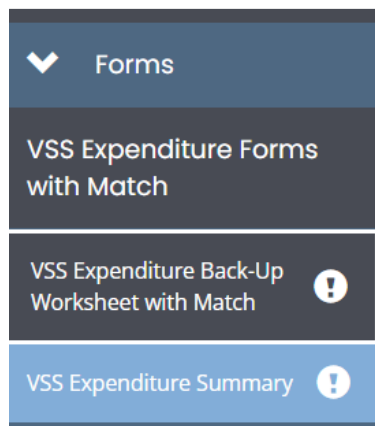 Forms
VSS Expenditure Forms
with Match
VSS Expenditure Back-Up
Worksheet with Match
VSS Expenditure Summary